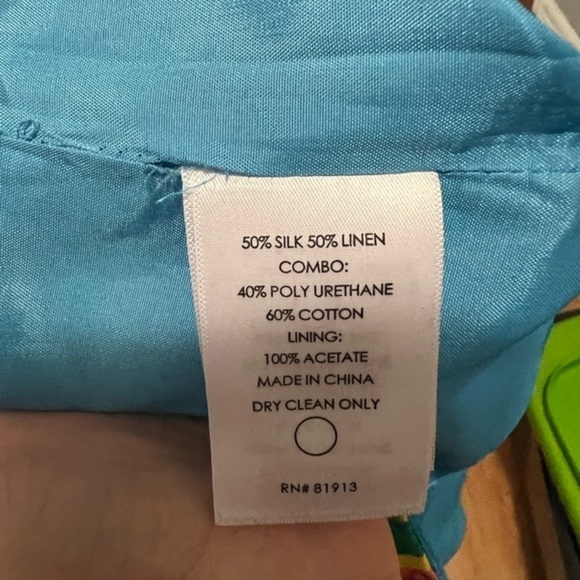 50% SILK 50% LINEN
COMBO:
40% POLY URETHANE
60% COTTON
LINING:
100% ACETATE
MADE IN CHINA
DRY CLEAN ONLY
RN# 81913